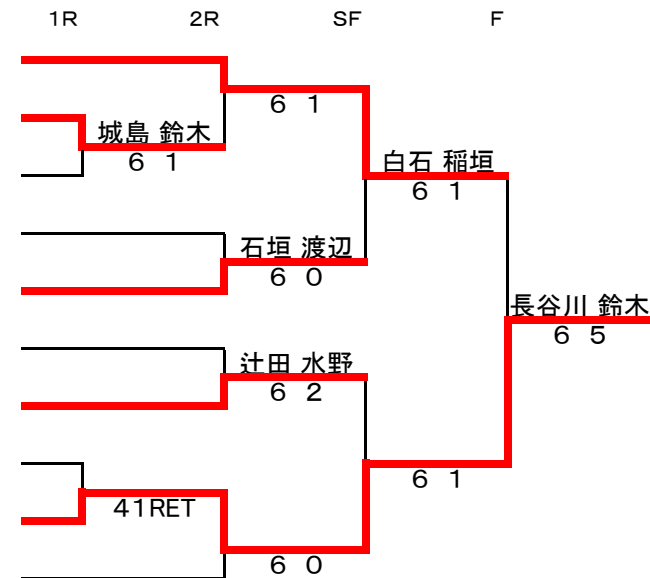 1R 2R SF F
6 1
城島 鈴木
6 1
白石 稲垣
6 1
石垣 渡辺
6 0
長谷川 鈴木
6 5
辻田 水野
6 2
6 1
41RET
6 0